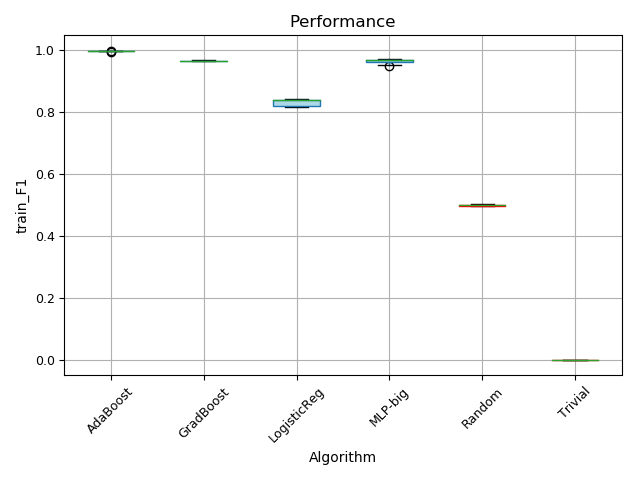 Performance
train_F1
1.0
0.8
0.6
0.4
0.2
0.0
AdaBoost
GradBoost
LogisticReg
MLP-big
Random
Trivial
Algorithm